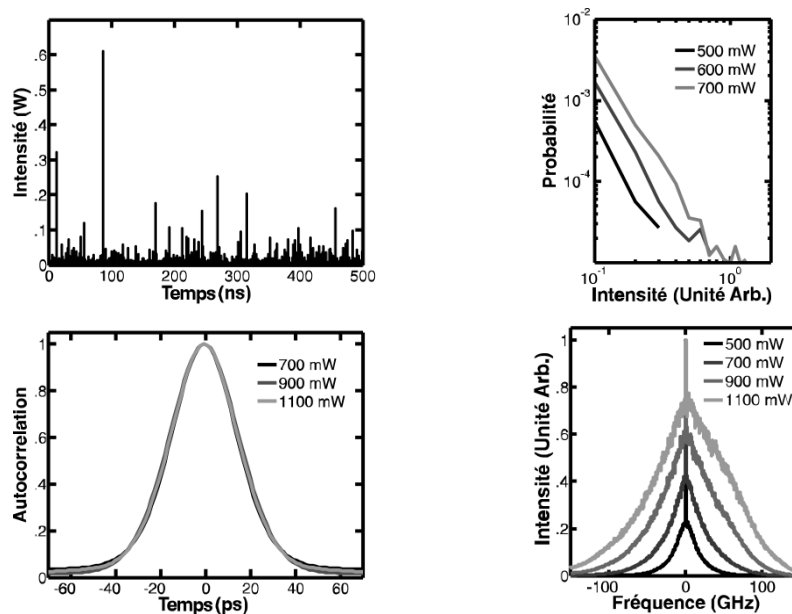 Intensité (W)
.6
.5
.4
.3
.2
.1
0
0 100 200 300 400 500
Temps (ns)
Probabilité
10-2
10-3
10-4
500 mW
600 mW
700 mW
10-1 100
Intensité (Unité Arb.)
Autocorrelation
1
.8
.6
.4
.2
0
700 mW
900 mW
1100 mW
-60 -40 -20 0 20 40 60
Temps (ps)
Intensité (Unité Arb.)
1
.8
.6
.4
.2
0
500 mW
700 mW
900 mW
1100 mW
-100 0 100
Fréquence (GHz)